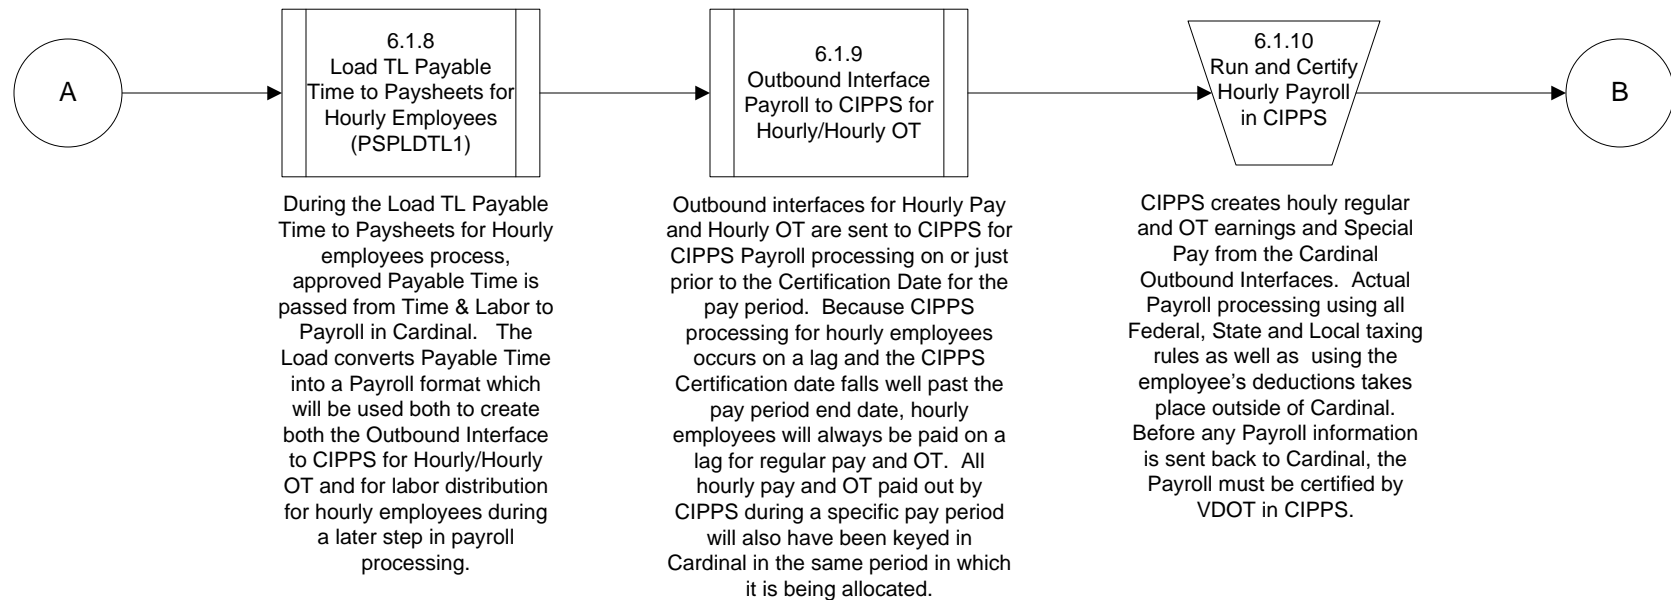 A
6.1.8
Load TL Payable
Time to Paysheets for
Hourly Employees
(PSPLDTL1)
6.1.9
Outbound Interface
Payroll to CIPPS for
Hourly/Hourly OT
6.1.10
Run and Certify
Hourly Payroll
in CIPPS
B
During the Load TL Payable
Time to Paysheets for Hourly
employees process,
approved Payable Time is
passed from Time & Labor to
Payroll in Cardinal.   The
Load converts Payable Time
into a Payroll format which
will be used both to create
both the Outbound Interface
to CIPPS for Hourly/Hourly
OT and for labor distribution
for hourly employees during
a later step in payroll
processing.
Outbound interfaces for Hourly Pay
and Hourly OT are sent to CIPPS for
CIPPS Payroll processing on or just
prior to the Certification Date for the
pay period.  Because CIPPS
processing for hourly employees
occurs on a lag and the CIPPS
Certification date falls well past the
pay period end date, hourly
employees will always be paid on a
lag for regular pay and OT.  All
hourly pay and OT paid out by
CIPPS during a specific pay period
will also have been keyed in
Cardinal in the same period in which
it is being allocated.
CIPPS creates houly regular
and OT earnings and Special
Pay from the Cardinal
Outbound Interfaces.  Actual
Payroll processing using all
Federal, State and Local taxing
rules as well as  using the
employee's deductions takes
place outside of Cardinal.
Before any Payroll information
is sent back to Cardinal, the
Payroll must be certified by
VDOT in CIPPS.